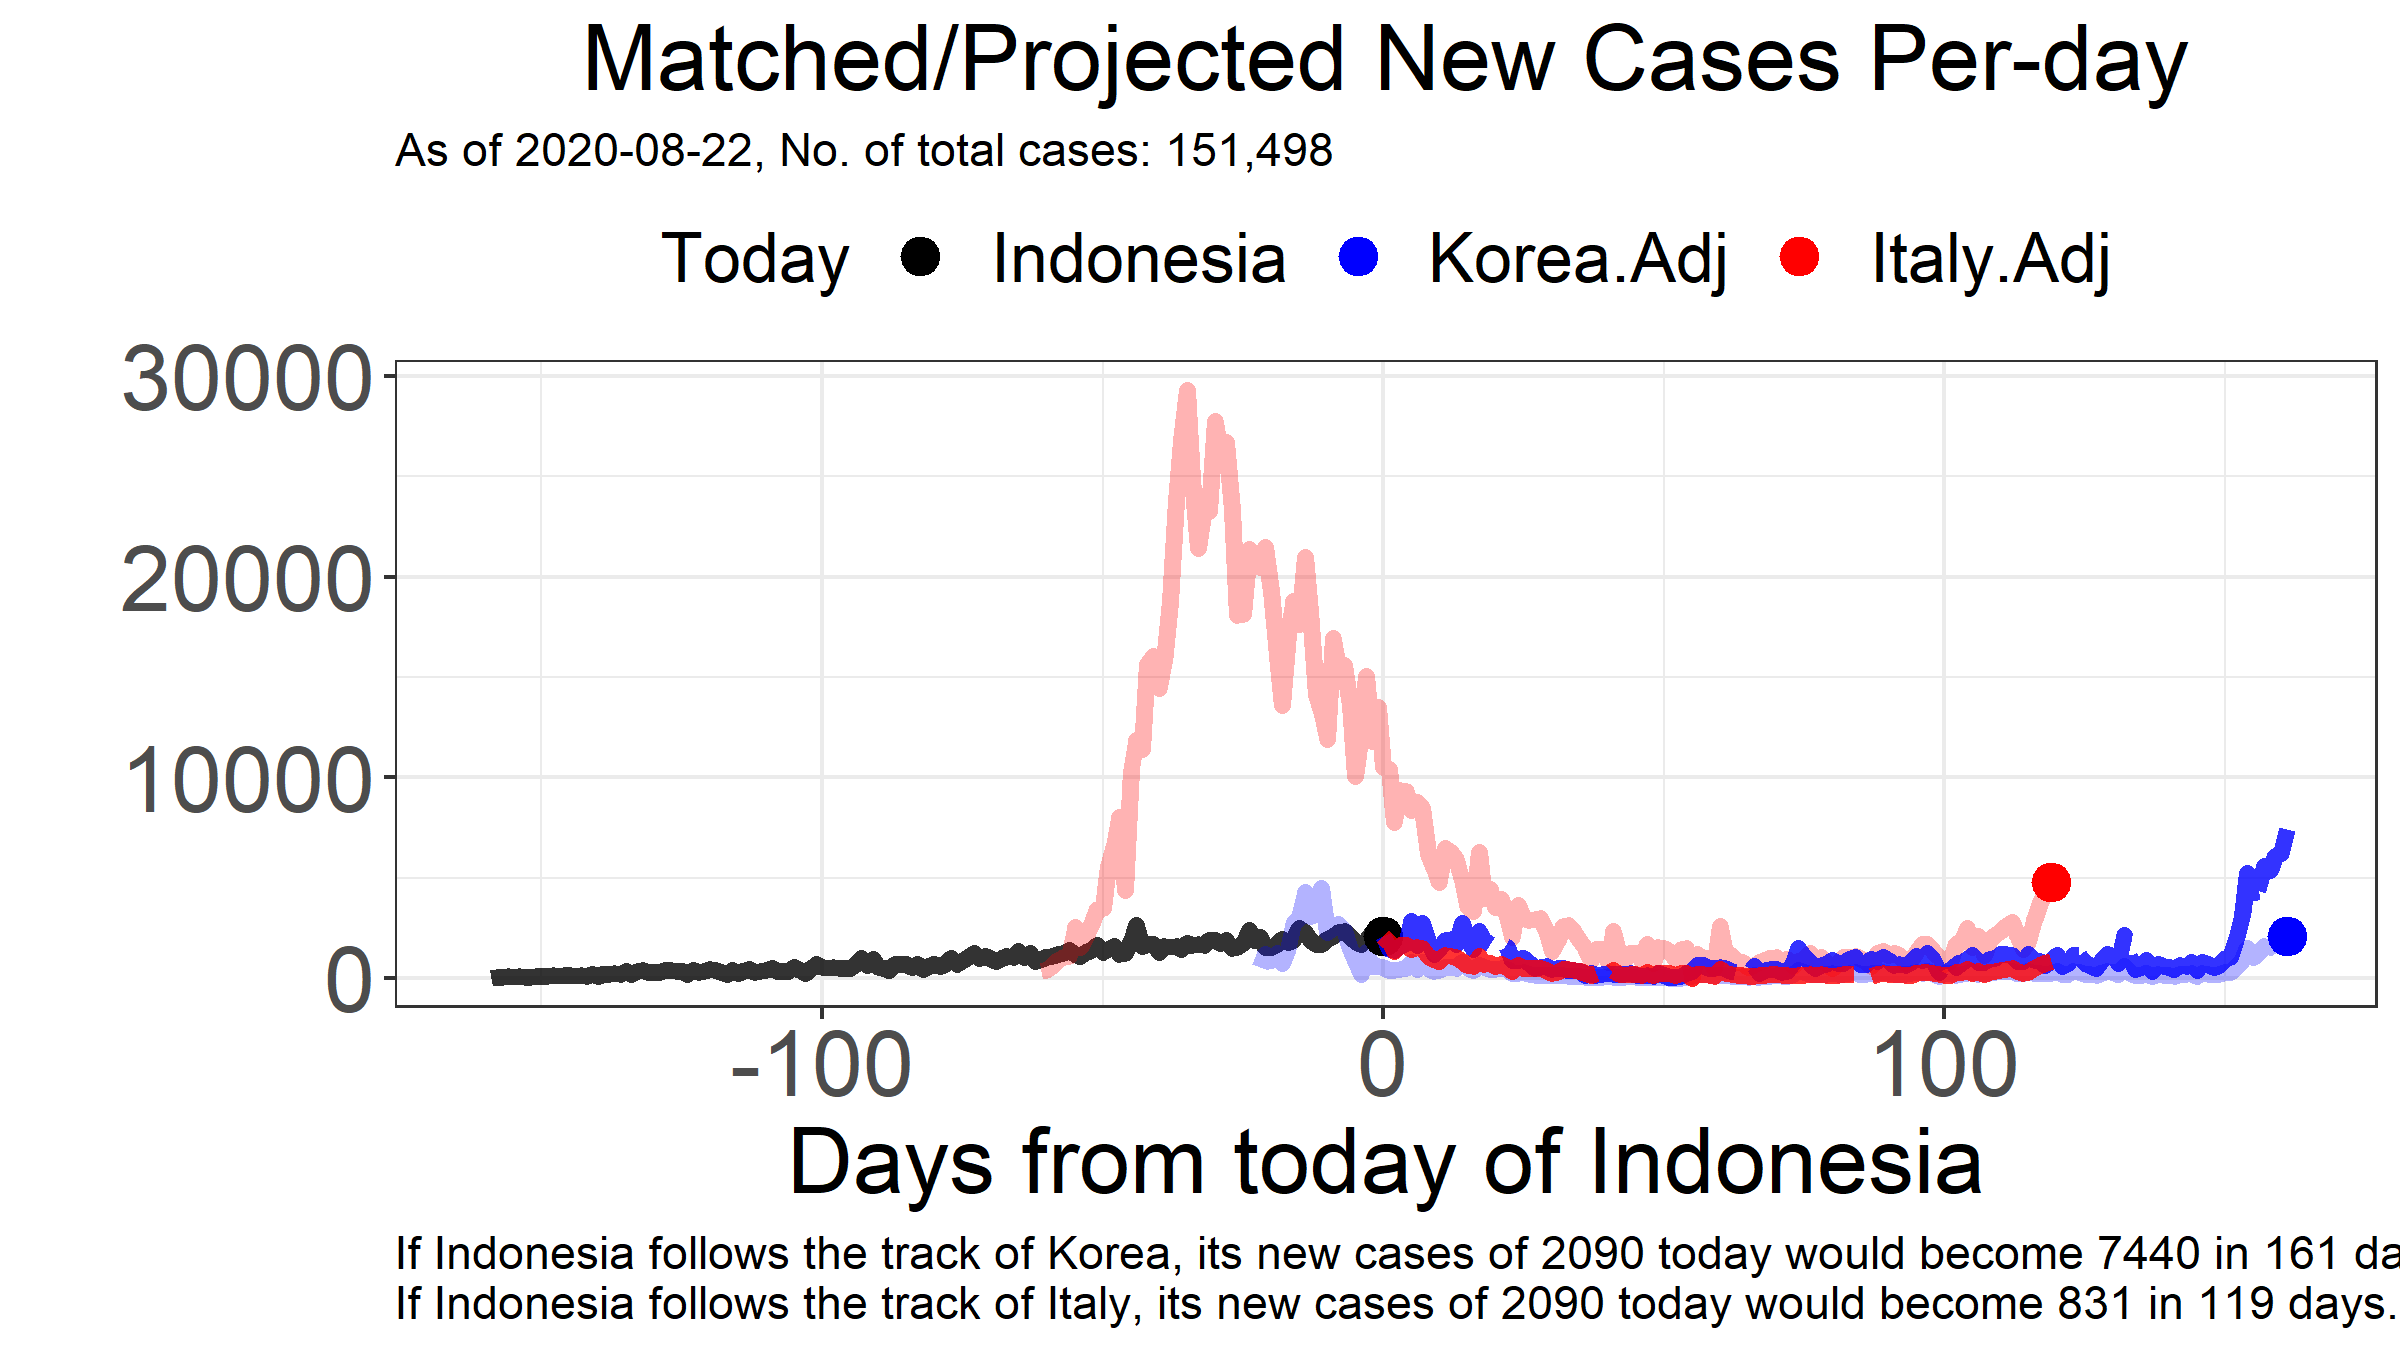 Matched/Projected New Cases Per-day
As of 2020-08-22, No. of total cases: 151,498
Today Indonesia Korea.Adj Italy.Adj
30000
20000
10000
0
-100 0 100
Days from today of Indonesia
If Indonesia follows the track of Korea, its new cases of 2090 today would become 7440 in 161 da
If Indonesia follows the track of Italy, its new cases of 2090 today would become 831 in 119 days.